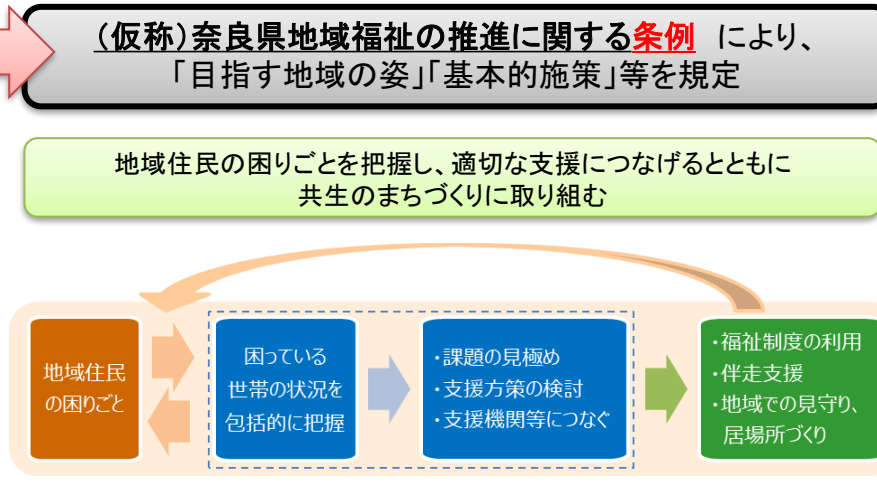 (仮称)奈良県地域福祉の推進に関する条例 により、
「目指す地域の姿」「基本的施策」等を規定
地域住民の困りごとを把握し、適切な支援につなげるとともに
共生のまちづくりに取り組む
地域住民
の困りごと
困っている
世帯の状況を
包括的に把握
・課題の見極め
・支援方策の検討
・支援機関等につなぐ
・福祉制度の利用
・伴走支援
・地域での見守り、
居場所づくり